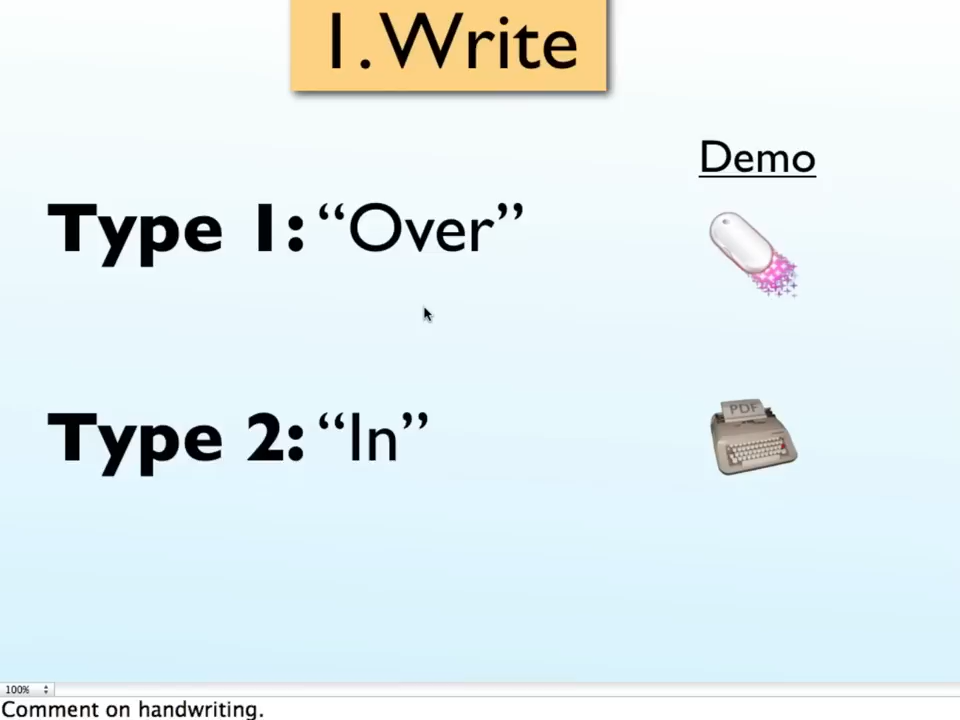 1. Write
Demo
Type 1: “Over”
Type 2: “In”
PDF
100%
Comment on handwriting.